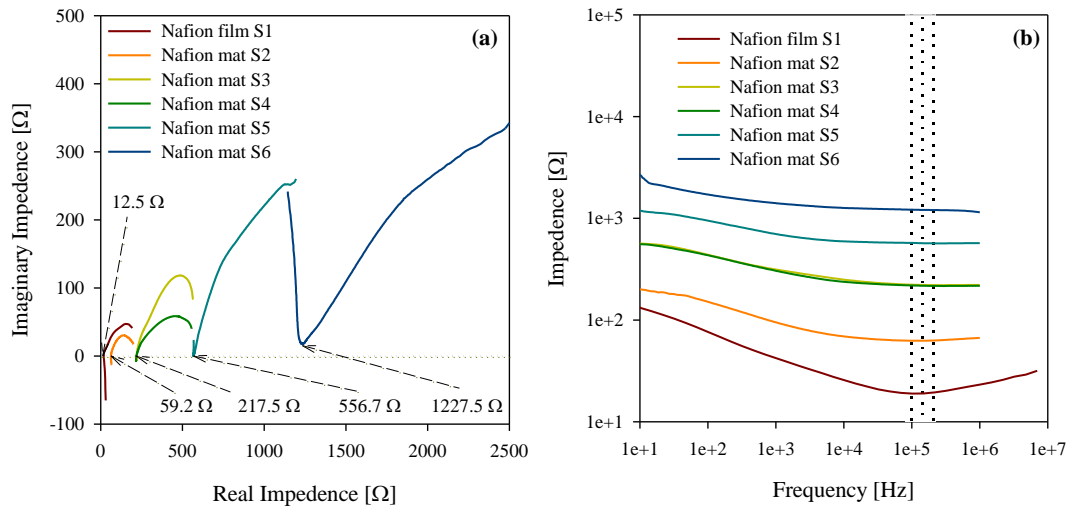 (a)
Nafion film S1
Nafion mat S2
Nafion mat S3
Nafion mat S4
Nafion mat S5
Nafion mat S6
500
400
300
200
100
0
-100
Imaginary Impedence [Ω]
12.5 Ω
59.2 Ω
217.5 Ω
556.7 Ω
1227.5 Ω
0
500
1000
1500
2000
2500
Real Impedence [Ω]
(b)
Nafion film S1
Nafion mat S2
Nafion mat S3
Nafion mat S4
Nafion mat S5
Nafion mat S6
1e+5
1e+4
1e+3
1e+2
1e+1
Impedence [Ω]
1e+1
1e+2
1e+3
1e+4
1e+5
1e+6
1e+7
Frequency [Hz]